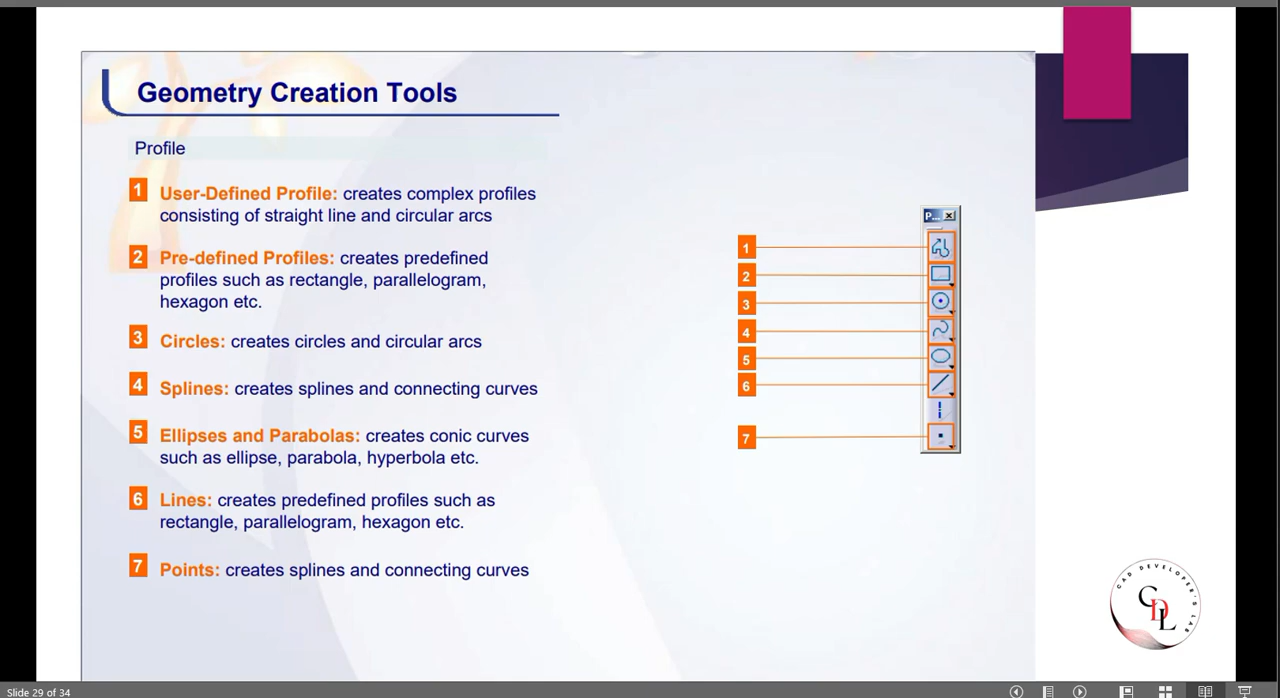 Geometry Creation Tools
Profile
1 User-Defined Profile: creates complex profiles
consisting of straight line and circular arcs
2 Pre-defined Profiles: creates predefined
profiles such as rectangle, parallelogram,
hexagon etc.
3 Circles: creates circles and circular arcs
4 Splines: creates splines and connecting curves
5 Ellipses and Parabolas: creates conic curves
such as ellipse, parabola, hyperbola etc.
6 Lines: creates predefined profiles such as
rectangle, parallelogram, hexagon etc.
7 Points: creates splines and connecting curves
P...
1
2
3
4
5
6
7
CAD DEVELOPER'S LAB
CDL
Slide 29 of 34